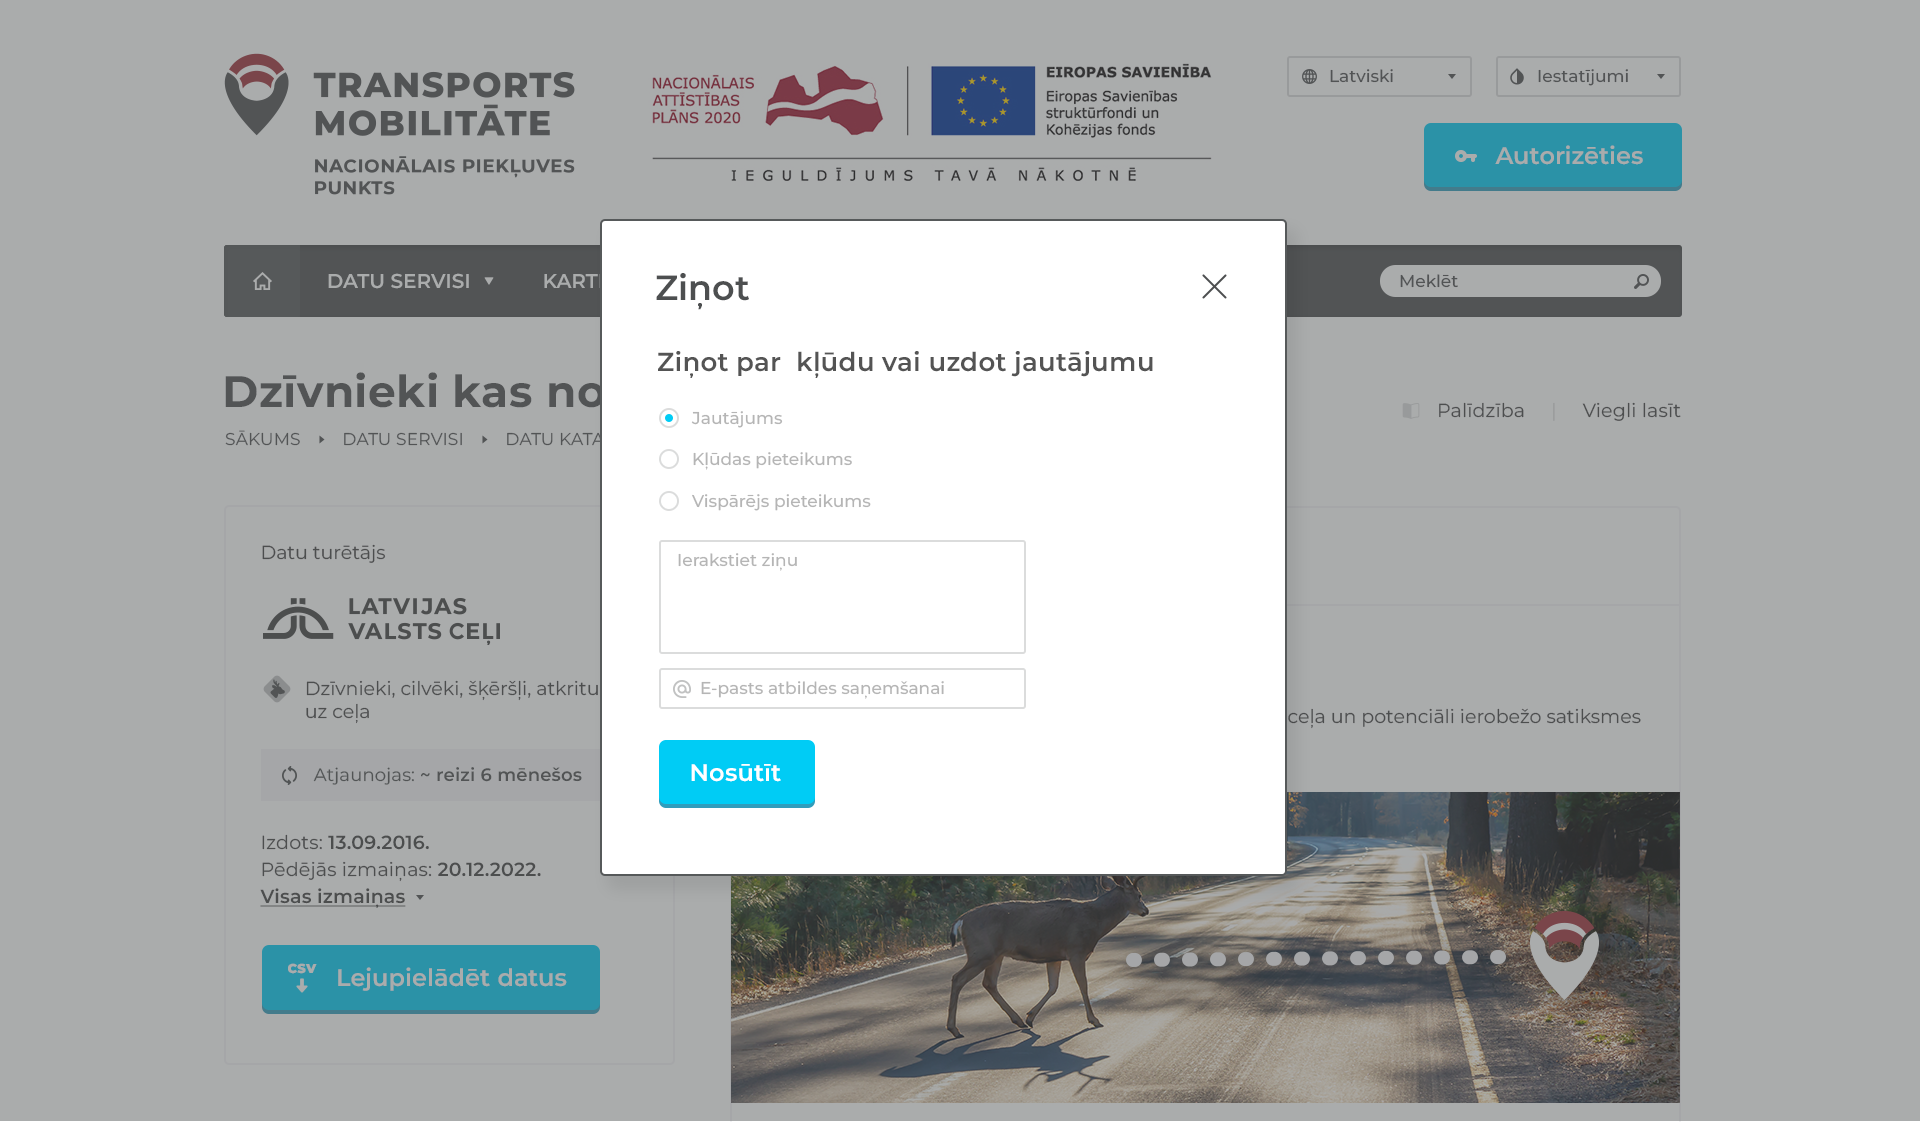 TRANSPORTS
MOBILITĀTE
NACIONĀLAIS PIEKĻUVES
PUNKTS
NACIONĀLAIS
ATTĪSTĪBAS
PLĀNS 2020
EIROPAS SAVIENĪBA
Eiropas Savienības
struktūrfondi un
Kohēzijas fonds
IEGULDĪJUMS TAVĀ NĀKOTNĒ
Latviski
Iestatījumi
Autorizēties
DATU SERVISI
KART
Meklēt
Dzīvnieki kas no
SĀKUMS
DATU SERVISI
DATU KATA
Palīdzība
Viegli lasīt
Ziņot
Ziņot par  kļūdu vai uzdot jautājumu
Jautājums
Kļūdas pieteikums
Vispārējs pieteikums
Ierakstiet ziņu
@ E-pasts atbildes saņemšanai
Nosūtīt
Datu turētājs
LATVIJAS
VALSTS CEĻI
Dzīvnieki, cilvēki, šķēršļi, atkritu
uz ceļa
Atjaunojas: ~ reizi 6 mēnešos
Izdots: 13.09.2016.
Pēdējās izmaiņas: 20.12.2022.
Visas izmaiņas
CSV
Lejupielādēt datus
ceļa un potenciāli ierobežo satiksmes